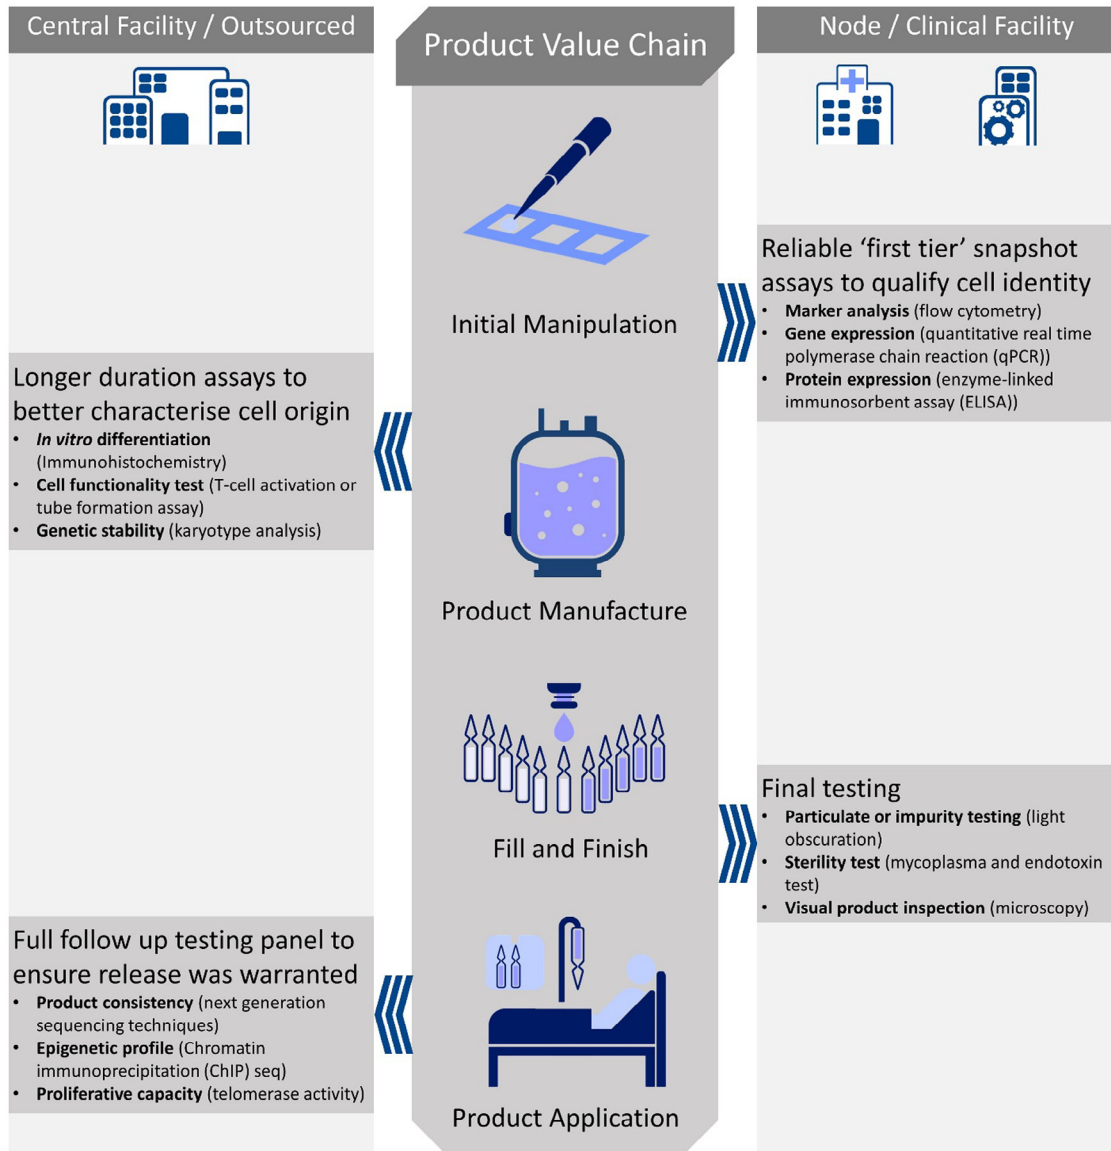 Central Facility / Outsourced
Product Value Chain
Node / Clinical Facility
Initial Manipulation
Reliable ‘first tier’ snapshot
assays to qualify cell identity
• Marker analysis (flow cytometry)
• Gene expression (quantitative real time
polymerase chain reaction (qPCR))
• Protein expression (enzyme-linked
immunosorbent assay (ELISA))
Longer duration assays to
better characterise cell origin
• In vitro differentiation
(Immunohistochemistry)
• Cell functionality test (T-cell activation or
tube formation assay)
• Genetic stability (karyotype analysis)
Product Manufacture
Fill and Finish
Final testing
• Particulate or impurity testing (light
obscuration)
• Sterility test (mycoplasma and endotoxin
test)
• Visual product inspection (microscopy)
Full follow up testing panel to
ensure release was warranted
• Product consistency (next generation
sequencing techniques)
• Epigenetic profile (Chromatin
immunoprecipitation (ChIP) seq)
• Proliferative capacity (telomerase activity)
Product Application